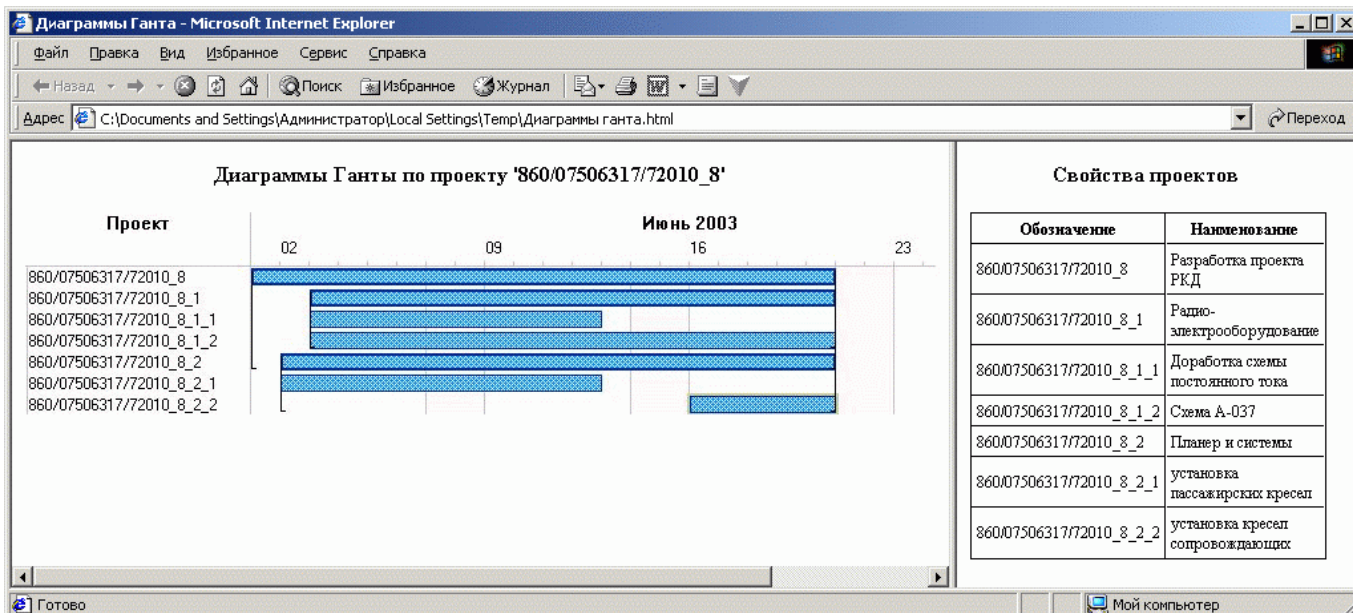 Диаграммы Ганта - Microsoft Internet Explorer
Файл Правка Вид Избранное Сервис Справка
Назад Поиск Избранное Журнал
Адрес C:\Documents and Settings\Администратор\Local Settings\Temp\Диаграммы ганта.html Переход
Диаграммы Ганты по проекту '860/07506317/72010_8'
Проект Июнь 2003
02 09 16 23
860/07506317/72010_8
860/07506317/72010_8_1
860/07506317/72010_8_1_1
860/07506317/72010_8_1_2
860/07506317/72010_8_2
860/07506317/72010_8_2_1
860/07506317/72010_8_2_2
Свойства проектов
Обозначение Наименование
860/07506317/72010_8 Разработка проекта
РКД
860/07506317/72010_8_1 Радио-
электрооборудование
860/07506317/72010_8_1_1 Доработка схемы
постоянного тока
860/07506317/72010_8_1_2 Схема А-037
860/07506317/72010_8_2 Планер и системы
860/07506317/72010_8_2_1 установка
пассажирских кресел
860/07506317/72010_8_2_2 установка кресел
сопровождающих
Готово Мой компьютер